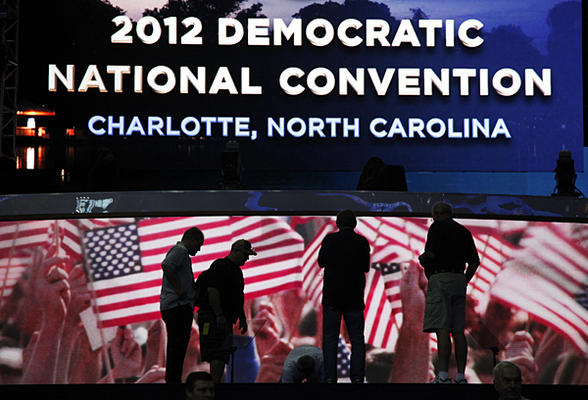 2012 DEMOCRATIC
NATIONAL CONVENTION
CHARLOTTE, NORTH CAROLINA